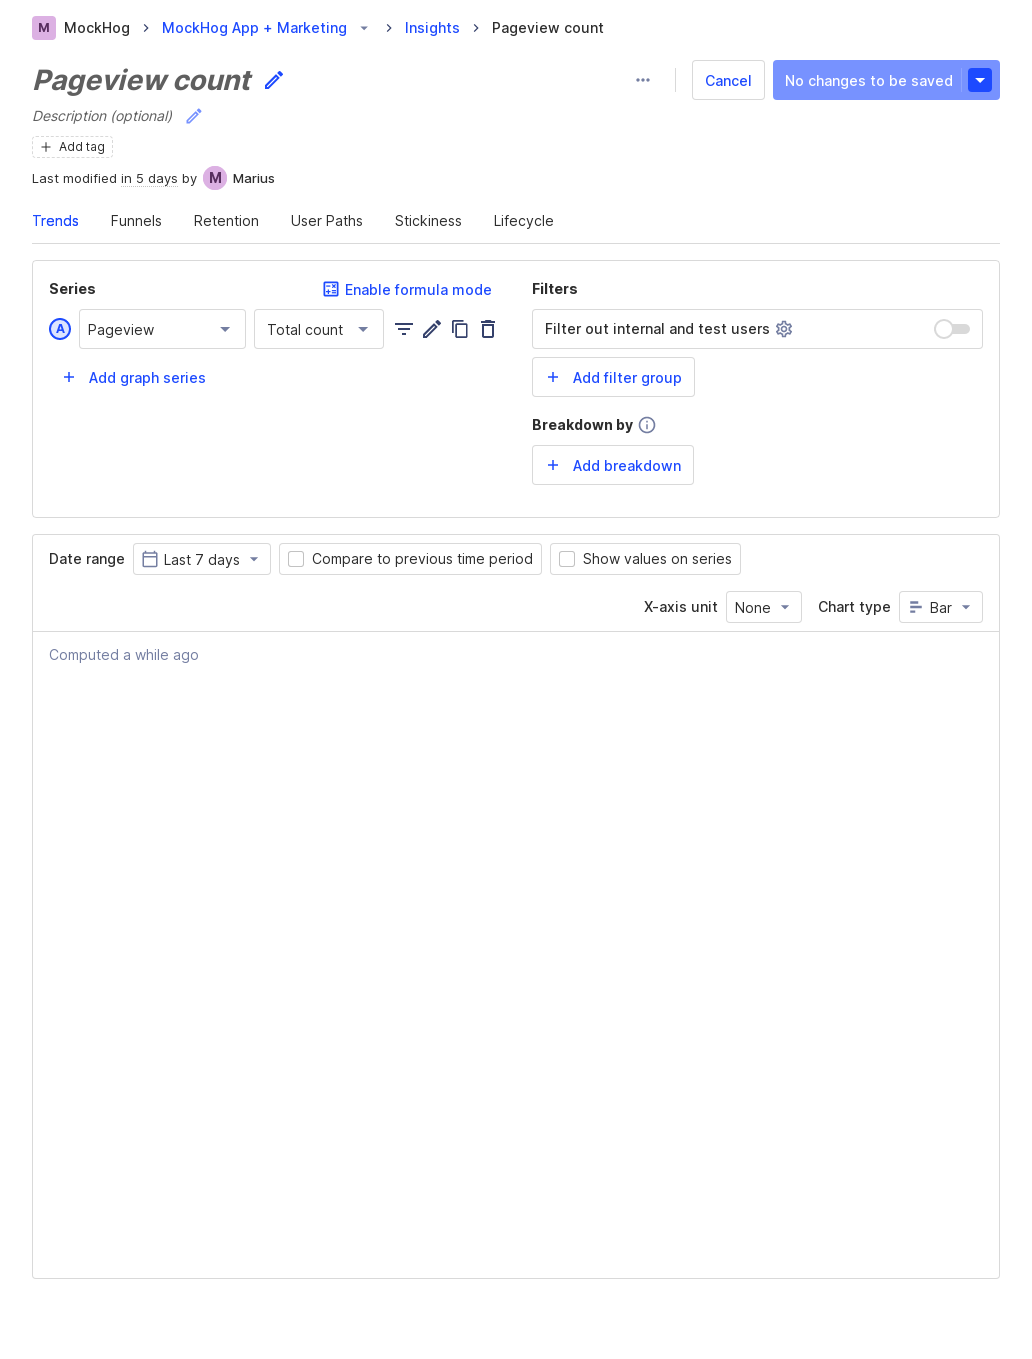 M MockHog MockHog App + Marketing Insights Pageview count
Pageview count
Cancel No changes to be saved
Description (optional)
Add tag
Last modified in 5 days by M Marius
Trends Funnels Retention User Paths Stickiness Lifecycle
Series Enable formula mode
A Pageview Total count
Add graph series
Filters
Filter out internal and test users
Add filter group
Breakdown by
Add breakdown
Date range Last 7 days Compare to previous time period Show values on series
X-axis unit None Chart type Bar
Computed a while ago